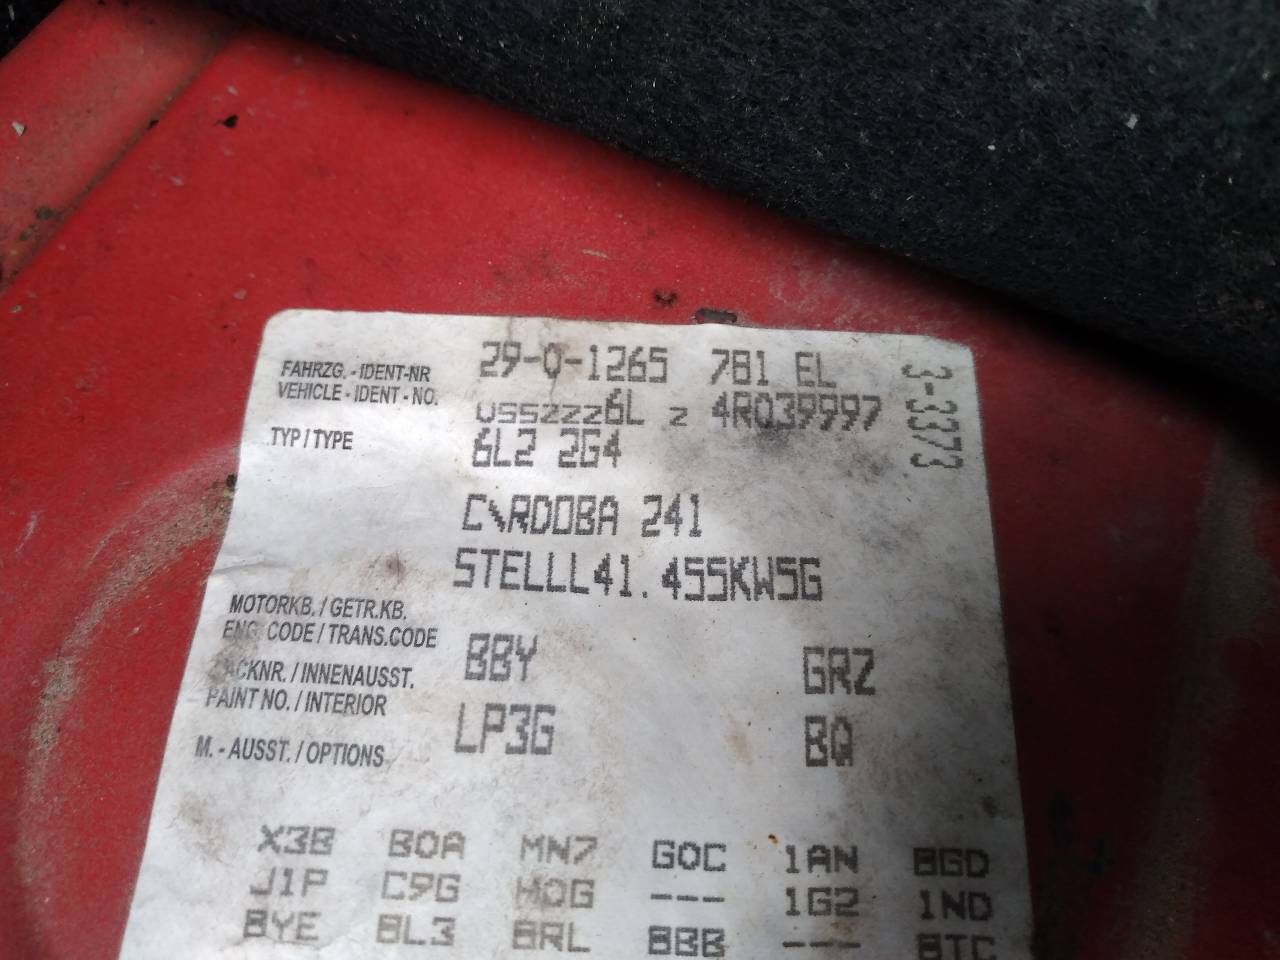 FAHRZG. - IDENT-NR 29-0-1265 781 EL
VEHICLE - IDENT - NO. VSSZZZ6L Z 4R039997
3-3373
TYP / TYPE 6L2 2G4
C\RDOBA 241
STELLL41.455KW5G
MOTORKB. / GETR.KB.
ENG. CODE / TRANS.CODE BBY GRZ
LACKNR. / INNENAUSST.
PAINT NO. / INTERIOR LP3G BQ
M. - AUSST. / OPTIONS
X3B B0A MN7 G0C 1AN 8GD
J1P C9G H0G --- 1G2 1ND
8YE 8L3 8RL 8BB --- 8TC